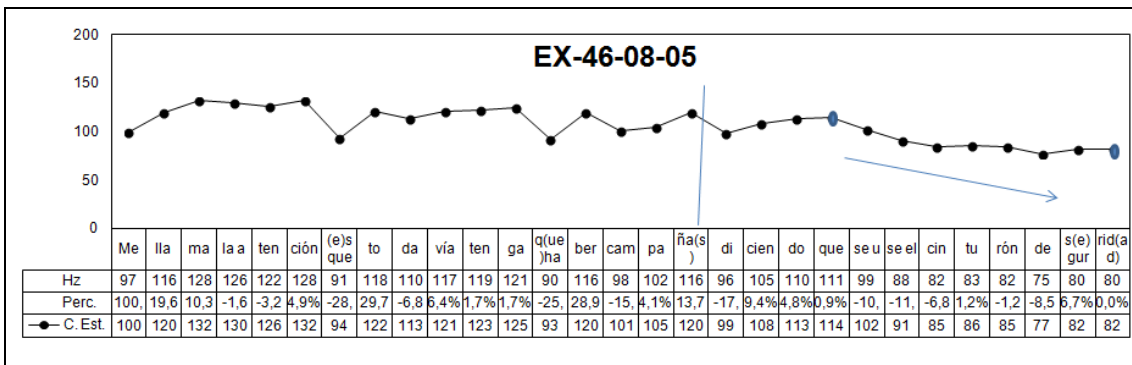 EX-46-08-05
200
150
100
50
0
Me lla ma la a ten ción (e)s que to da vía ten ga q(ue )ha ber cam pa ña(s ) di cien do que se u se el cin tu rón de s(e) gur rid(a d)
Hz 97 116 128 126 122 128 91 118 110 117 119 121 90 116 98 102 116 96 105 110 111 99 88 82 83 82 75 80 80
Perc. 100, 19,6 10,3 -1,6 -3,2 4,9% -28, 29,7 -6,8 6,4% 1,7% 1,7% -25, 28,9 -15, 4,1% 13,7 -17, 9,4% 4,8% 0,9% -10, -11, -6,8 1,2% -1,2 -8,5 6,7% 0,0%
C. Est. 100 120 132 130 126 132 94 122 113 121 123 125 93 120 101 105 120 99 108 113 114 102 91 85 86 85 77 82 82